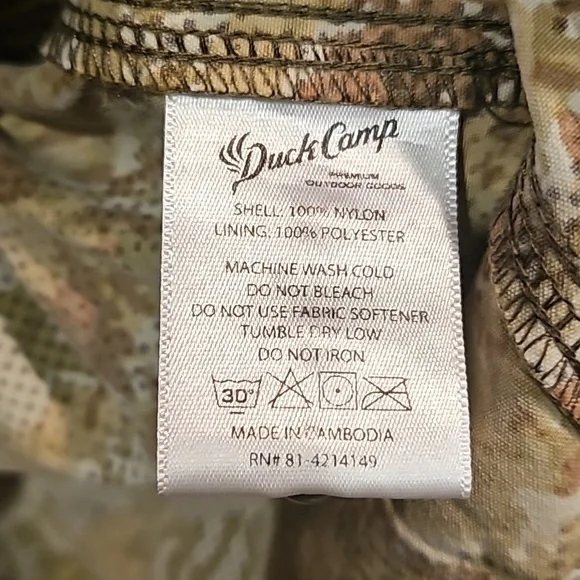 Duck Camp
PREMIUM
OUTDOOR GOODS
SHELL: 100% NYLON
LINING: 100% POLYESTER
MACHINE WASH COLD
DO NOT BLEACH
DO NOT USE FABRIC SOFTENER
TUMBLE DRY LOW
DO NOT IRON
30°
MADE IN CAMBODIA
RN# 81-4214149